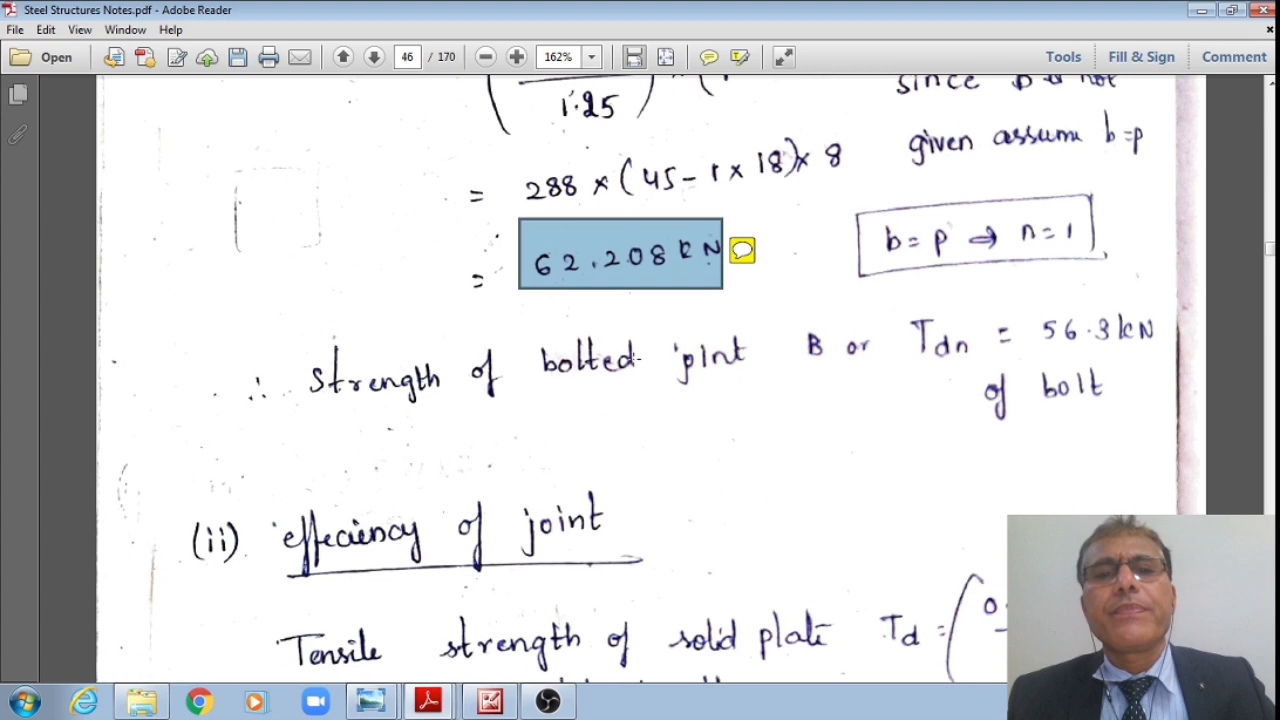 Steel Structures Notes.pdf - Adobe Reader
File Edit View Window Help
Open 46 / 170 162% Tools Fill & Sign Comment
1.25 since not
given assume b=p
= 288 × (45 - 1 × 18) × 8
b = p ⇒ n = 1
= 62.208 kN
∴ Strength of bolted joint B or Tdn = 56.3 kN
of bolt
(ii) effeciency of joint
Tensile strength of solid plate Td = ( 0.